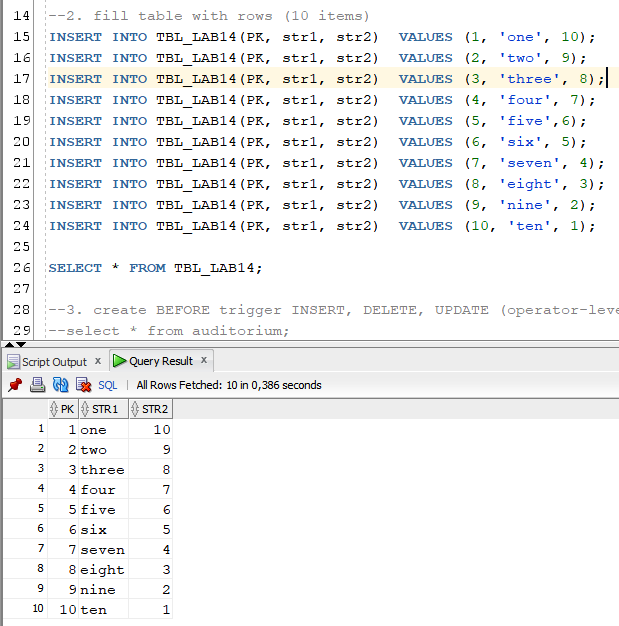 14 --2. fill table with rows (10 items)
15 INSERT INTO TBL_LAB14(PK, str1, str2)  VALUES (1, 'one', 10);
16 INSERT INTO TBL_LAB14(PK, str1, str2)  VALUES (2, 'two', 9);
17 INSERT INTO TBL_LAB14(PK, str1, str2)  VALUES (3, 'three', 8);
18 INSERT INTO TBL_LAB14(PK, str1, str2)  VALUES (4, 'four', 7);
19 INSERT INTO TBL_LAB14(PK, str1, str2)  VALUES (5, 'five',6);
20 INSERT INTO TBL_LAB14(PK, str1, str2)  VALUES (6, 'six', 5);
21 INSERT INTO TBL_LAB14(PK, str1, str2)  VALUES (7, 'seven', 4);
22 INSERT INTO TBL_LAB14(PK, str1, str2)  VALUES (8, 'eight', 3);
23 INSERT INTO TBL_LAB14(PK, str1, str2)  VALUES (9, 'nine', 2);
24 INSERT INTO TBL_LAB14(PK, str1, str2)  VALUES (10, 'ten', 1);
25
26 SELECT * FROM TBL_LAB14;
27
28 --3. create BEFORE trigger INSERT, DELETE, UPDATE (operator-leve
29 --select * from auditorium;
Script Output x Query Result x
SQL | All Rows Fetched: 10 in 0,386 seconds
PK STR1 STR2
1 1 one 10
2 2 two 9
3 3 three 8
4 4 four 7
5 5 five 6
6 6 six 5
7 7 seven 4
8 8 eight 3
9 9 nine 2
10 10 ten 1